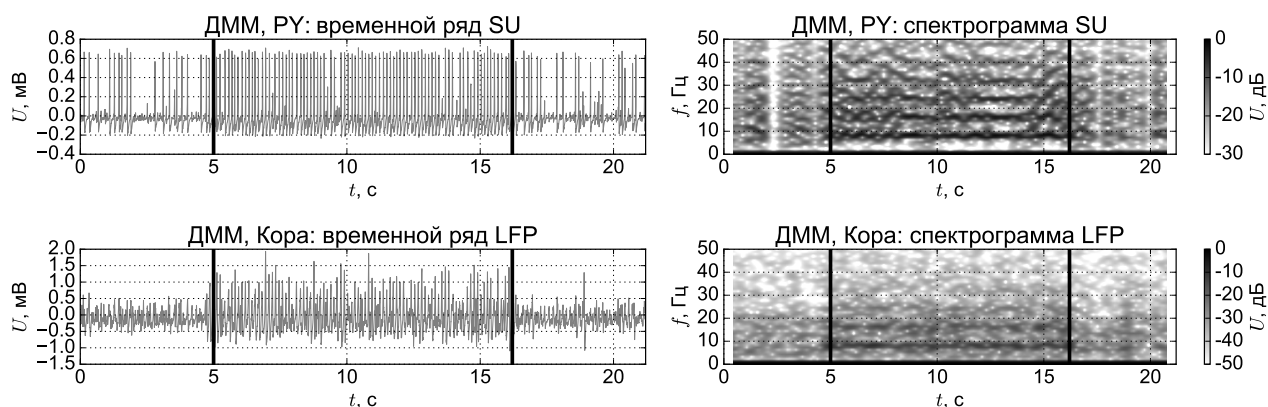 ДММ, PY: временной ряд SU
0.8
0.6
0.4
0.2
0.0
−0.2
−0.4
U, мВ
0 5 10 15 20
t, с
ДММ, PY: спектрограмма SU
50
40
30
20
10
0
f, Гц
0 5 10 15 20
t, с
0
−10
−20
−30
U, дБ
ДММ, Кора: временной ряд LFP
2.0
1.5
1.0
0.5
0.0
−0.5
−1.0
−1.5
U, мВ
0 5 10 15 20
t, с
ДММ, Кора: спектрограмма LFP
50
40
30
20
10
0
f, Гц
0 5 10 15 20
t, с
0
−10
−20
−30
−40
−50
U, дБ